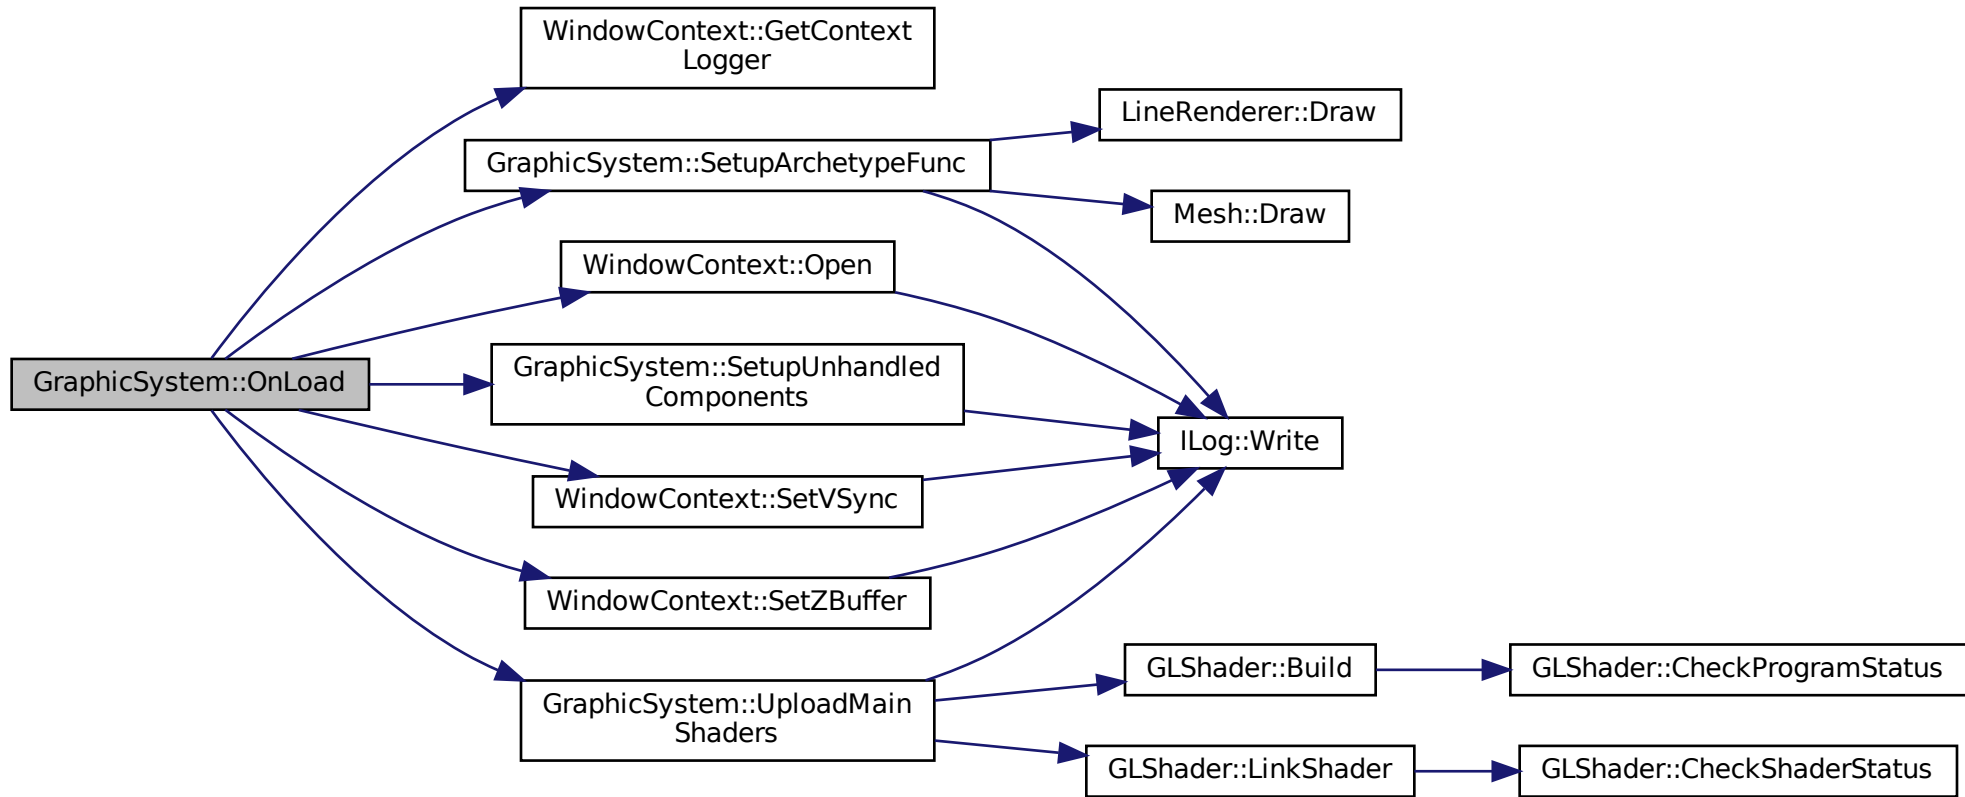 WindowContext::GetContext
Logger
LineRenderer::Draw
GraphicSystem::SetupArchetypeFunc
Mesh::Draw
WindowContext::Open
GraphicSystem::OnLoad
GraphicSystem::SetupUnhandled
Components
ILog::Write
WindowContext::SetVSync
WindowContext::SetZBuffer
GLShader::Build
GLShader::CheckProgramStatus
GraphicSystem::UploadMain
Shaders
GLShader::LinkShader
GLShader::CheckShaderStatus